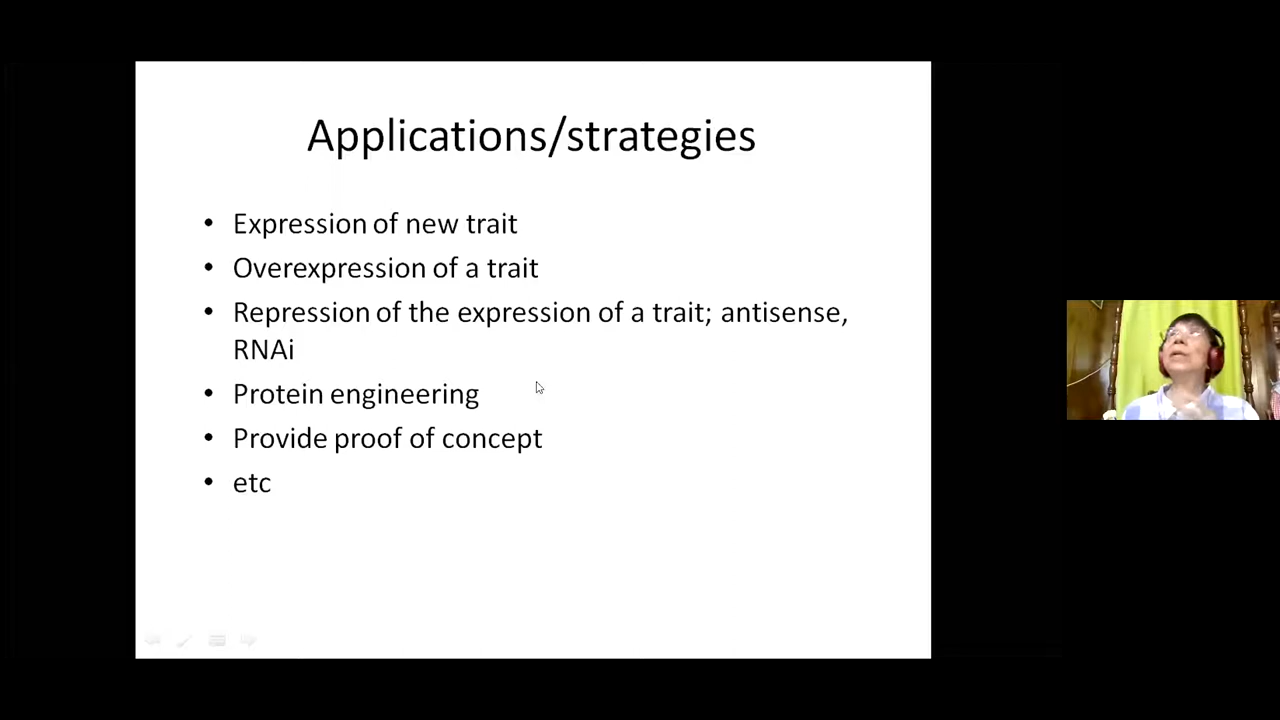 Applications/strategies
• Expression of new trait
• Overexpression of a trait
• Repression of the expression of a trait; antisense,
RNAi
• Protein engineering
• Provide proof of concept
• etc